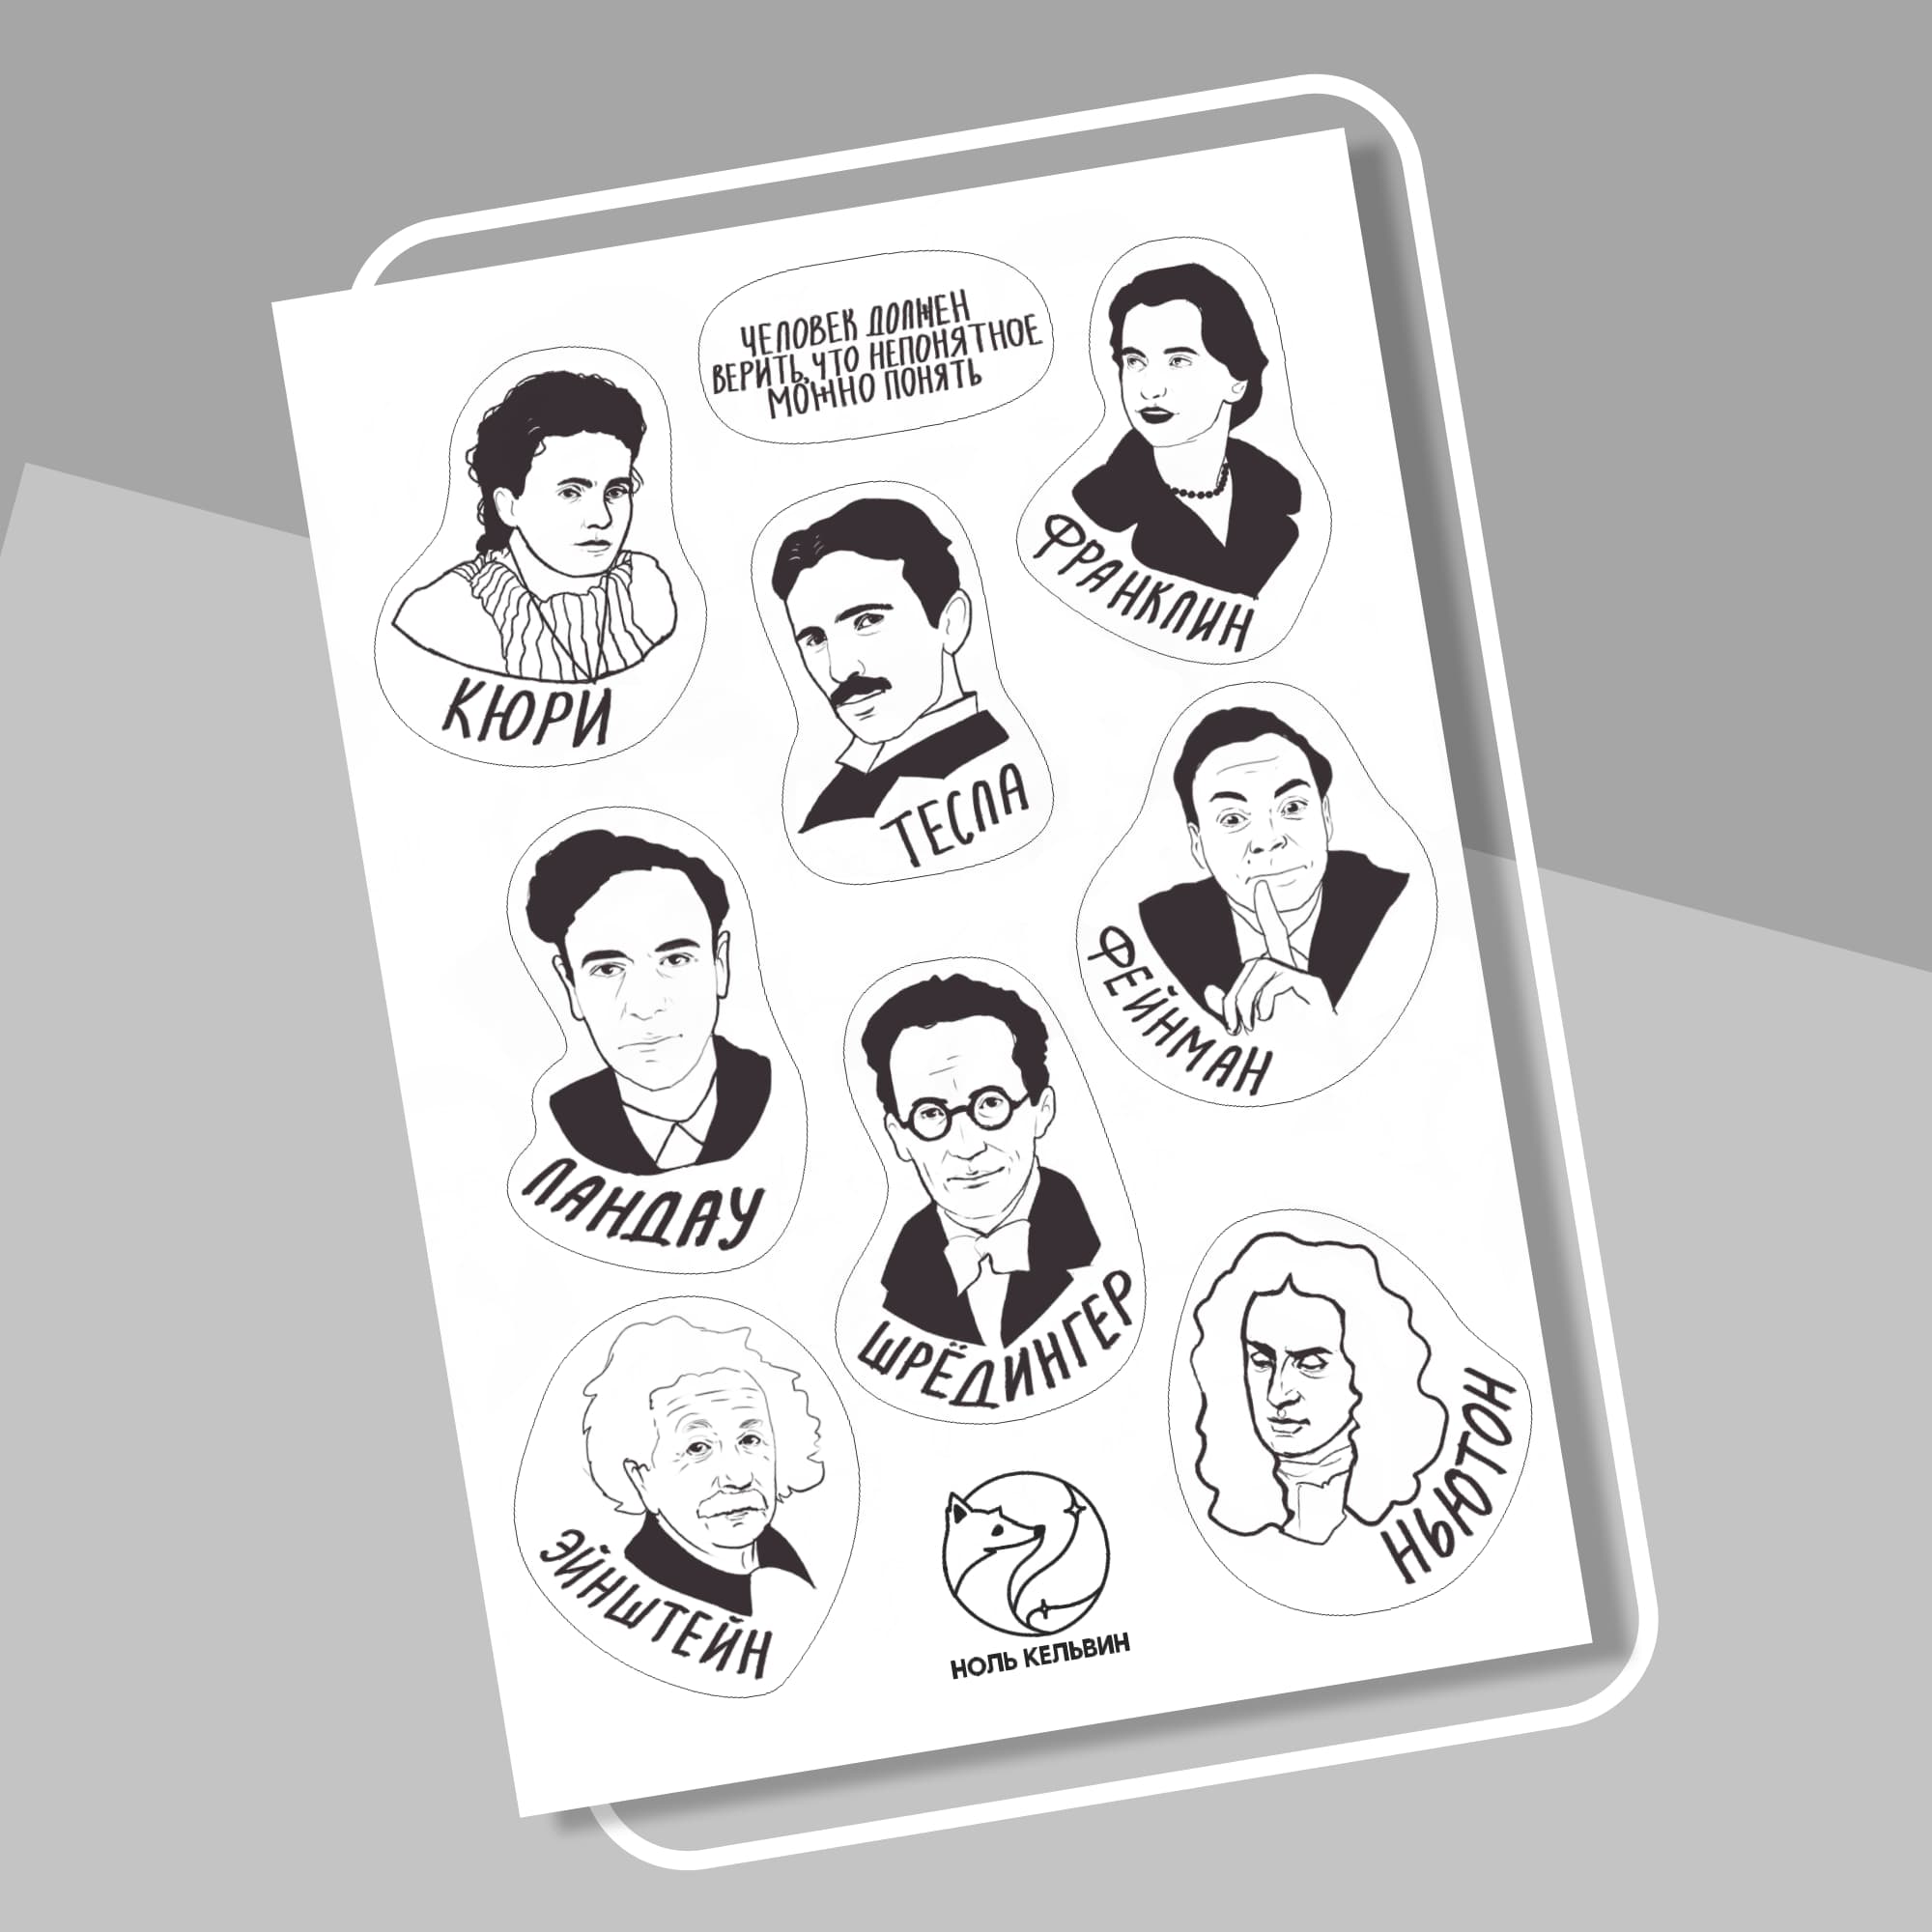 ЧЕЛОВЕК ДОЛЖЕН
ВЕРИТЬ, ЧТО НЕПОНЯТНОЕ
МОЖНО ПОНЯТЬ
ФРАНКЛИН
КЮРИ
ТЕСЛА
ФЕЙНМАН
ЛАНДАУ
ШРЁДИНГЕР
НЬЮТОН
ЭЙНШТЕЙН
НОЛЬ КЕЛЬВИН